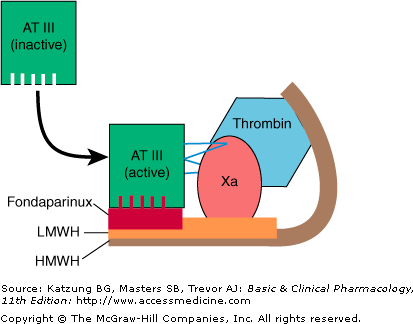 AT III
(inactive)
AT III
(active)
Thrombin
Xa
Fondaparinux
LMWH
HMWH
Source: Katzung BG, Masters SB, Trevor AJ: Basic & Clinical Pharmacology,
11th Edition: http://www.accessmedicine.com
Copyright © The McGraw-Hill Companies, Inc. All rights reserved.